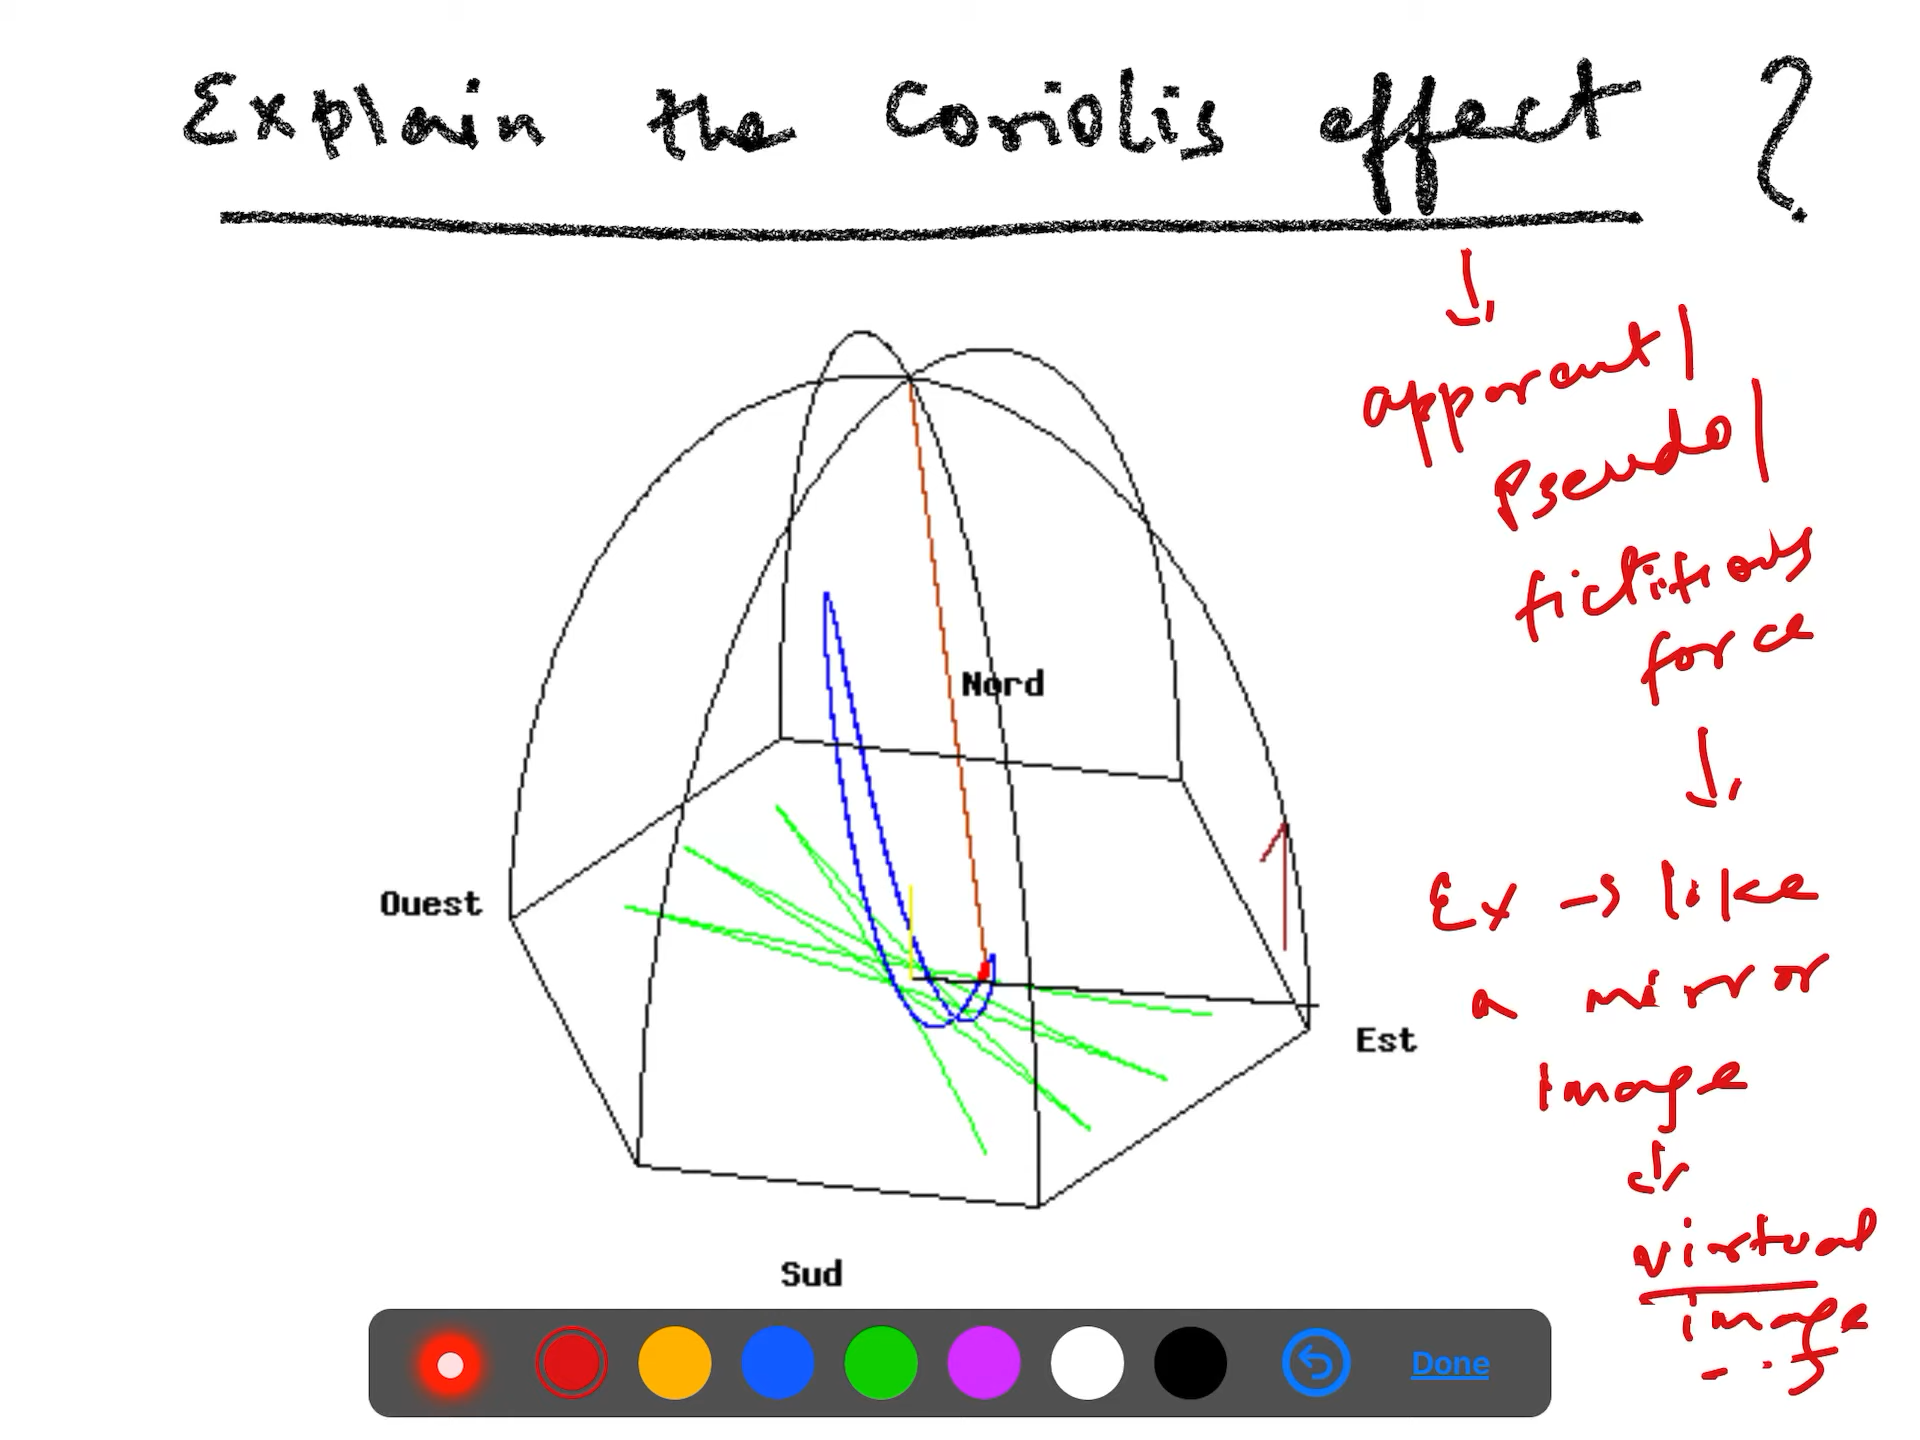 Explain the Coriolis effect ?
apparent/
Pseudo/
fictitious
force
Nord
Ex → like
a mirror
Image
Ouest
Est
virtual
image
Sud
Done